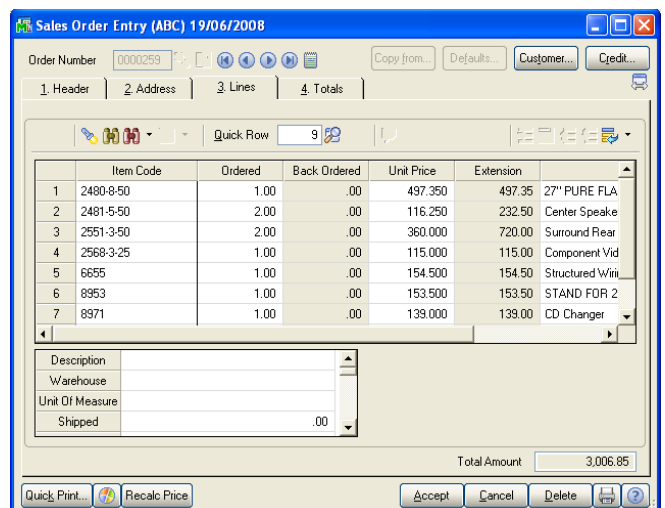 Sales Order Entry (ABC) 19/06/2008
Order Number 0000259 Copy from... Defaults... Customer... Credit...
1. Header 2. Address 3. Lines 4. Totals
Quick Row 9
Item Code Ordered Back Ordered Unit Price Extension
1 2480-8-50 1.00 .00 497.350 497.35 27" PURE FLA
2 2481-5-50 2.00 .00 116.250 232.50 Center Speake
3 2551-3-50 2.00 .00 360.000 720.00 Surround Rear
4 2568-3-25 1.00 .00 115.000 115.00 Component Vid
5 6655 1.00 .00 154.500 154.50 Structured Wirin
6 8953 1.00 .00 153.500 153.50 STAND FOR 2
7 8971 1.00 .00 139.000 139.00 CD Changer
Description
Warehouse
Unit Of Measure
Shipped .00
Total Amount 3,006.85
Quick Print... Recalc Price Accept Cancel Delete